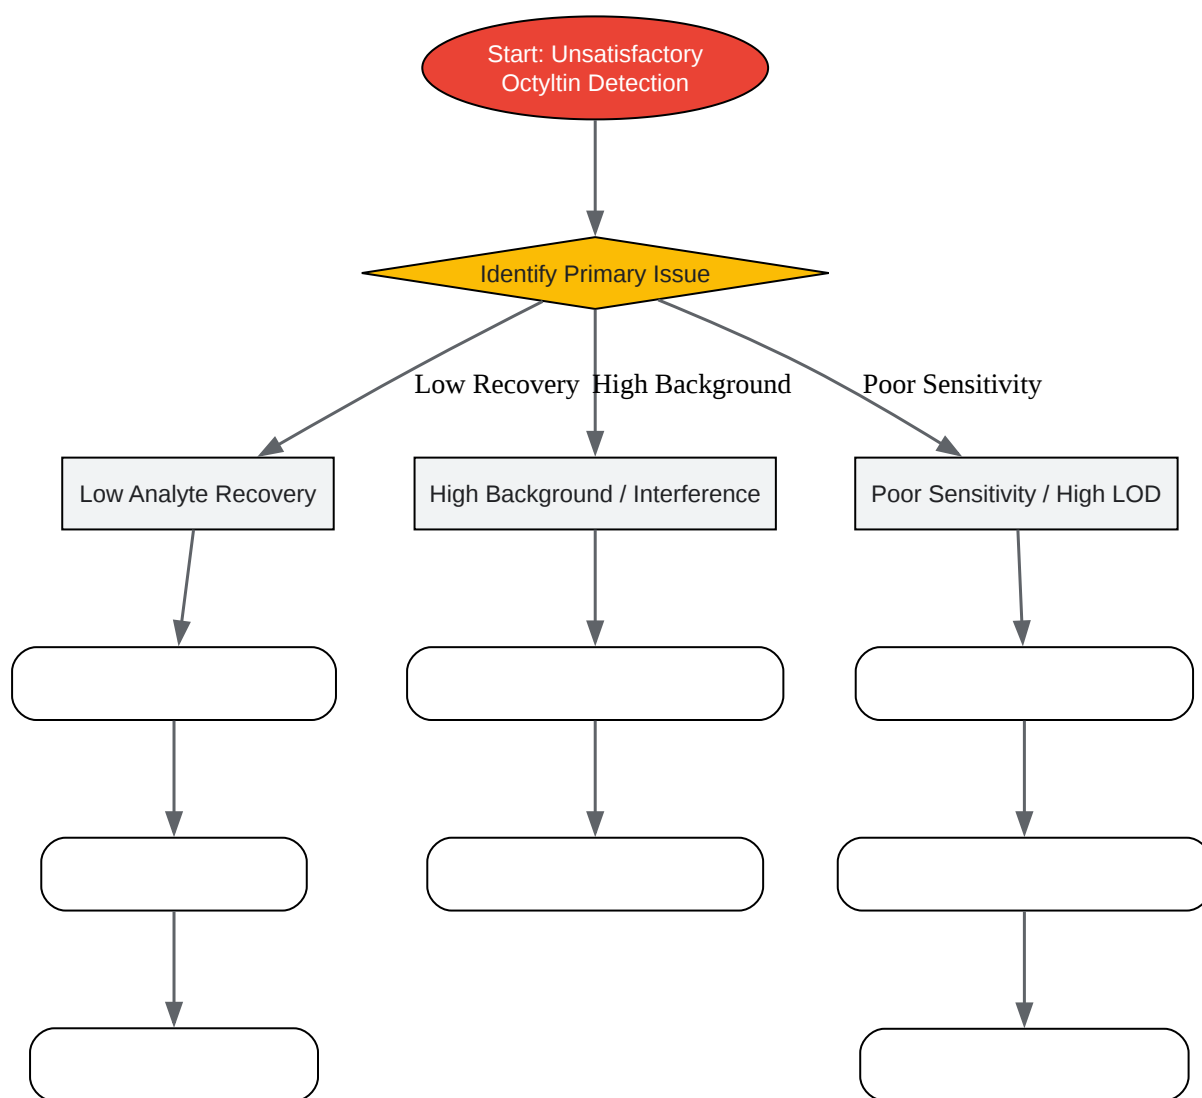 Start: Unsatisfactory
Octyltin Detection
Identify Primary Issue
Low Recovery
High Background
Poor Sensitivity
Low Analyte Recovery
High Background / Interference
Poor Sensitivity / High LOD